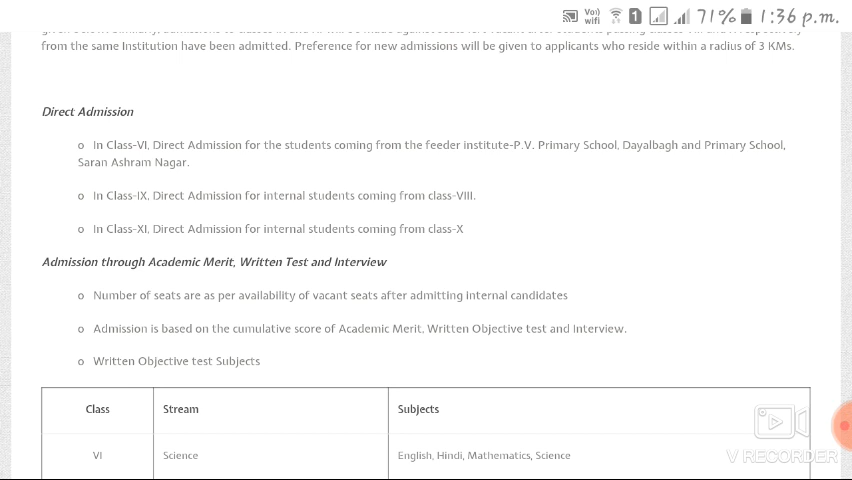 Vo) wifi 1 71% 1:36 p.m.
from the same Institution have been admitted. Preference for new admissions will be given to applicants who reside within a radius of 3 KMs.
Direct Admission
o In Class-VI, Direct Admission for the students coming from the feeder institute-P.V. Primary School, Dayalbagh and Primary School,
Saran Ashram Nagar.
o In Class-IX, Direct Admission for internal students coming from class-VIII.
o In Class-XI, Direct Admission for internal students coming from class-X
Admission through Academic Merit, Written Test and Interview
o Number of seats are as per availability of vacant seats after admitting internal candidates
o Admission is based on the cumulative score of Academic Merit, Written Objective test and Interview.
o Written Objective test Subjects
Class Stream Subjects
VI Science English, Hindi, Mathematics, Science
V RECORDER